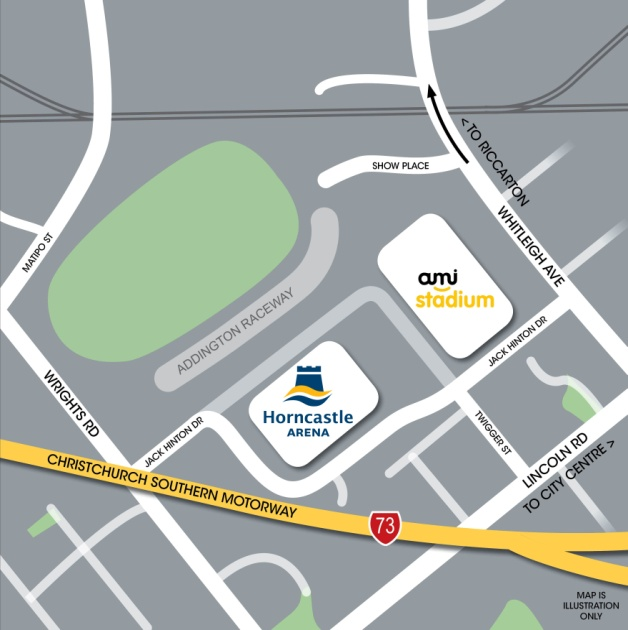 < TO RICCARTON
SHOW PLACE
WHITLEIGH AVE
MATIPO ST
ami
stadium
ADDINGTON RACEWAY
JACK HINTON DR
Horncastle
ARENA
WRIGHTS RD
JACK HINTON DR
TWIGGER ST
LINCOLN RD
TO CITY CENTRE >
CHRISTCHURCH SOUTHERN MOTORWAY
73
MAP IS
ILLUSTRATION
ONLY